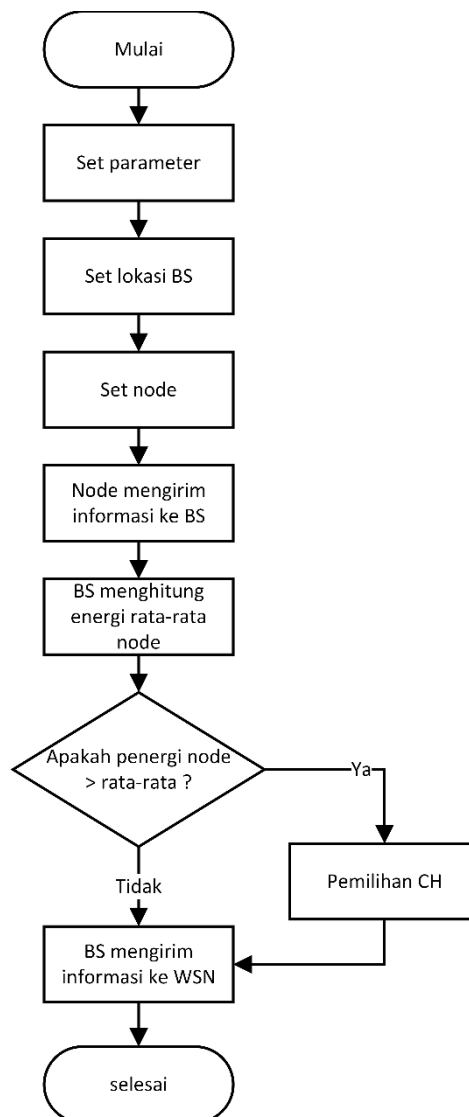 Mulai
Set parameter
Set lokasi BS
Set node
Node mengirim
informasi ke BS
BS menghitung
energi rata-rata
node
Apakah penergi node
> rata-rata ?
Ya
Pemilihan CH
Tidak
BS mengirim
informasi ke WSN
selesai